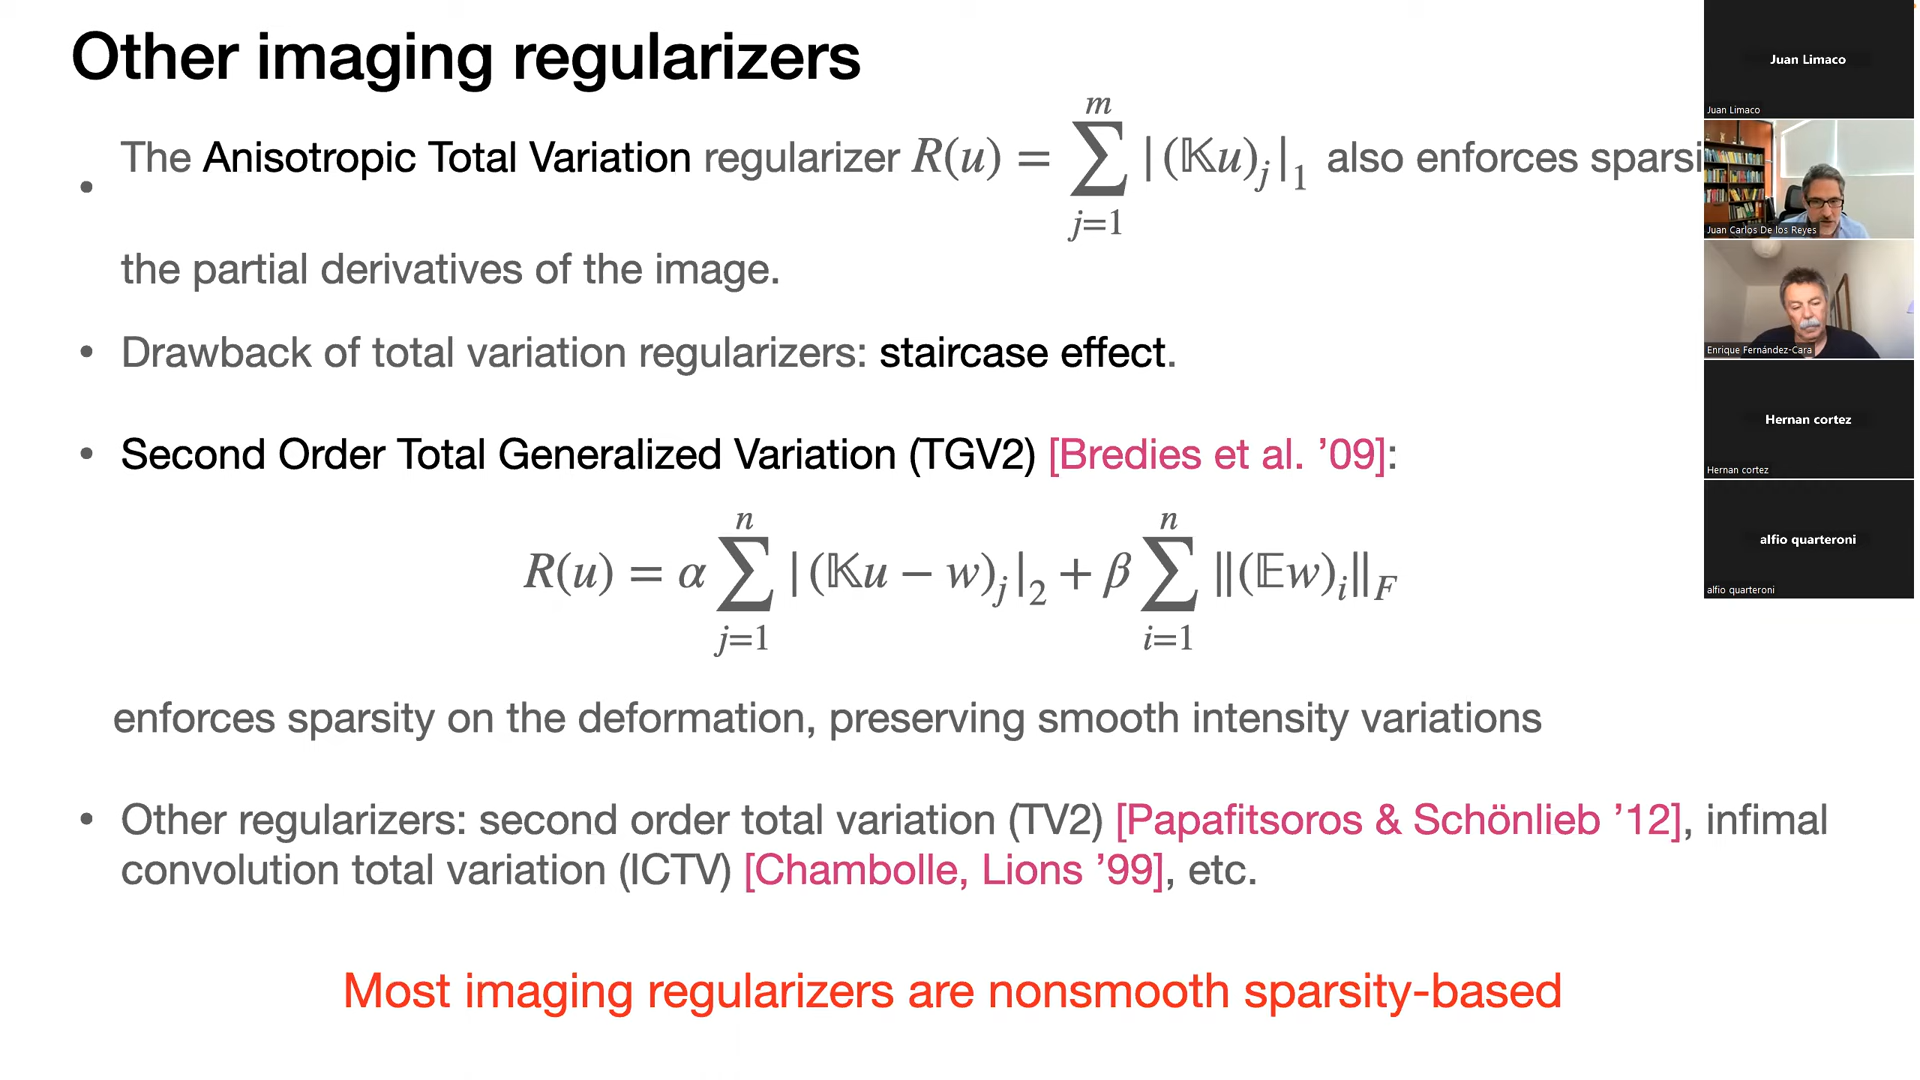 Other imaging regularizers
• The Anisotropic Total Variation regularizer R(u) = ∑_{j=1}^{m} |(𝕂u)_j|_1 also enforces sparsi
the partial derivatives of the image.
• Drawback of total variation regularizers: staircase effect.
• Second Order Total Generalized Variation (TGV2) [Bredies et al. ’09]:
R(u) = α ∑_{j=1}^{n} |(𝕂u − w)_j|_2 + β ∑_{i=1}^{n} ‖(𝔼w)_i‖_F
enforces sparsity on the deformation, preserving smooth intensity variations
• Other regularizers: second order total variation (TV2) [Papafitsoros & Schönlieb ’12], infimal
convolution total variation (ICTV) [Chambolle, Lions ’99], etc.
Most imaging regularizers are nonsmooth sparsity-based
Juan Limaco
Juan Limaco
Juan Carlos De los Reyes
Enrique Fernández-Cara
Hernan cortez
Hernan cortez
alfio quarteroni
alfio quarteroni